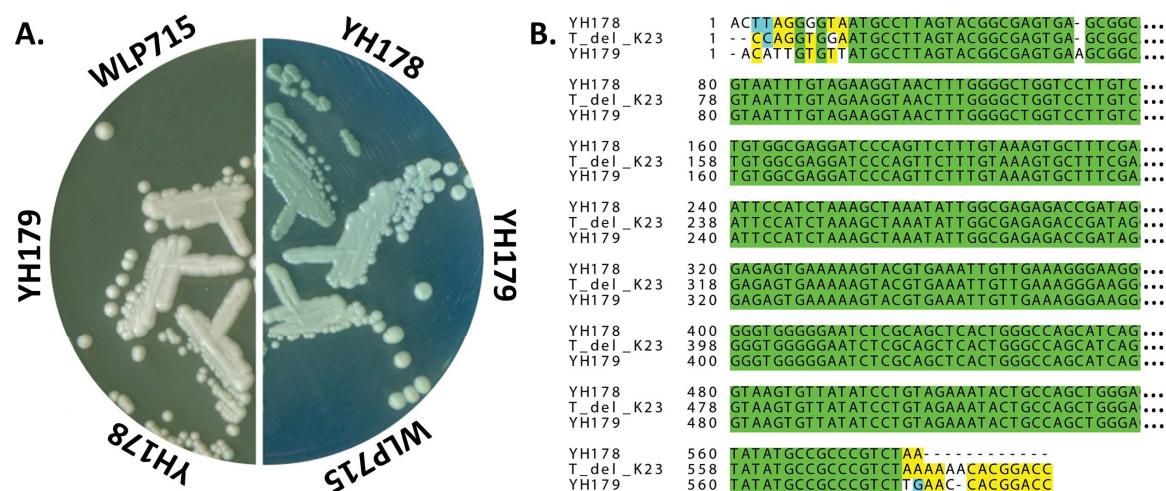 A.
WLP715
YH179
YH178
YH178
YH179
WLP715
B.
YH178 1 ACTTAGGGGTAATGCCTTAGTACGGCGAGTGA-GCGGC...
T_del_K23 1 --CCAGGTGGAATGCCTTAGTACGGCGAGTGA-GCGGC...
YH179 1 -ACATTGTGTTATGCCTTAGTACGGCGAGTGAAGCGGC...
YH178 80 GTAATTTGTAGAAGGTAACTTTGGGGCTGGTCCTTGTC...
T_del_K23 78 GTAATTTGTAGAAGGTAACTTTGGGGCTGGTCCTTGTC...
YH179 80 GTAATTTGTAGAAGGTAACTTTGGGGCTGGTCCTTGTC...
YH178 160 TGTGGCGAGGATCCCAGTTCTTTGTAAAGTGCTTTCGA...
T_del_K23 158 TGTGGCGAGGATCCCAGTTCTTTGTAAAGTGCTTTCGA...
YH179 160 TGTGGCGAGGATCCCAGTTCTTTGTAAAGTGCTTTCGA...
YH178 240 ATTCCATCTAAAGCTAAATATTGGCGAGAGACCGATAG...
T_del_K23 238 ATTCCATCTAAAGCTAAATATTGGCGAGAGACCGATAG...
YH179 240 ATTCCATCTAAAGCTAAATATTGGCGAGAGACCGATAG...
YH178 320 GAGAGTGAAAAAGTACGTGAAATTGTTGAAAGGGAAGG...
T_del_K23 318 GAGAGTGAAAAAGTACGTGAAATTGTTGAAAGGGAAGG...
YH179 320 GAGAGTGAAAAAGTACGTGAAATTGTTGAAAGGGAAGG...
YH178 400 GGGTGGGGGAATCTCGCAGCTCACTGGGCCAGCATCAG...
T_del_K23 398 GGGTGGGGGAATCTCGCAGCTCACTGGGCCAGCATCAG...
YH179 400 GGGTGGGGGAATCTCGCAGCTCACTGGGCCAGCATCAG...
YH178 480 GTAAGTGTTATATCCTGTAGAAATACTGCCAGCTGGGA...
T_del_K23 478 GTAAGTGTTATATCCTGTAGAAATACTGCCAGCTGGGA...
YH179 480 GTAAGTGTTATATCCTGTAGAAATACTGCCAGCTGGGA...
YH178 560 TATATGCCGCCCGTCTAA------------
T_del_K23 558 TATATGCCGCCCGTCTAAAAAACACGGACC
YH179 560 TATATGCCGCCCGTCTTGAAC-CACGGACC